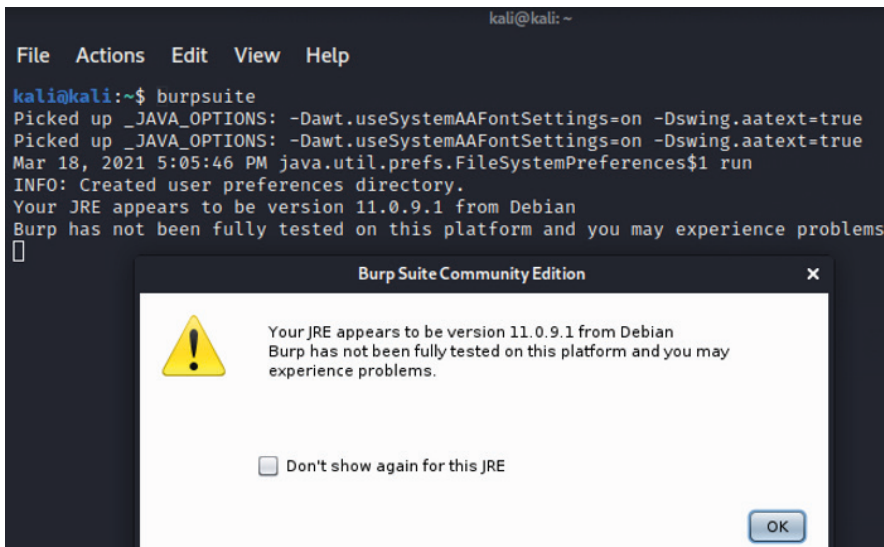 kali@kali: ~
File Actions Edit View Help
kali@kali:~$ burpsuite
Picked up _JAVA_OPTIONS: -Dawt.useSystemAAFontSettings=on -Dswing.aatext=true
Picked up _JAVA_OPTIONS: -Dawt.useSystemAAFontSettings=on -Dswing.aatext=true
Mar 18, 2021 5:05:46 PM java.util.prefs.FileSystemPreferences$1 run
INFO: Created user preferences directory.
Your JRE appears to be version 11.0.9.1 from Debian
Burp has not been fully tested on this platform and you may experience problems
Burp Suite Community Edition
Your JRE appears to be version 11.0.9.1 from Debian
Burp has not been fully tested on this platform and you may
experience problems.
Don't show again for this JRE
OK